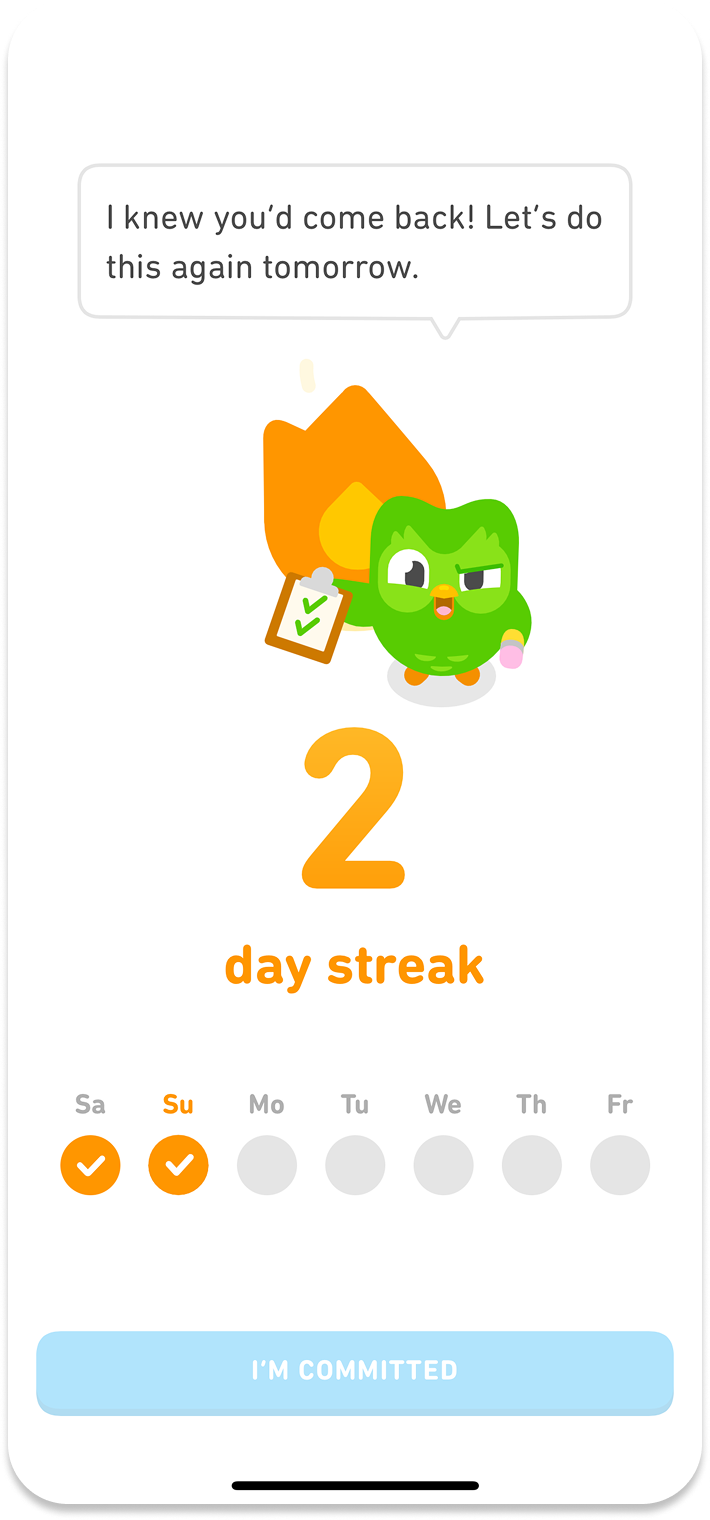 I knew you’d come back! Let’s do
this again tomorrow.
2
day streak
Sa Su Mo Tu We Th Fr
I’M COMMITTED